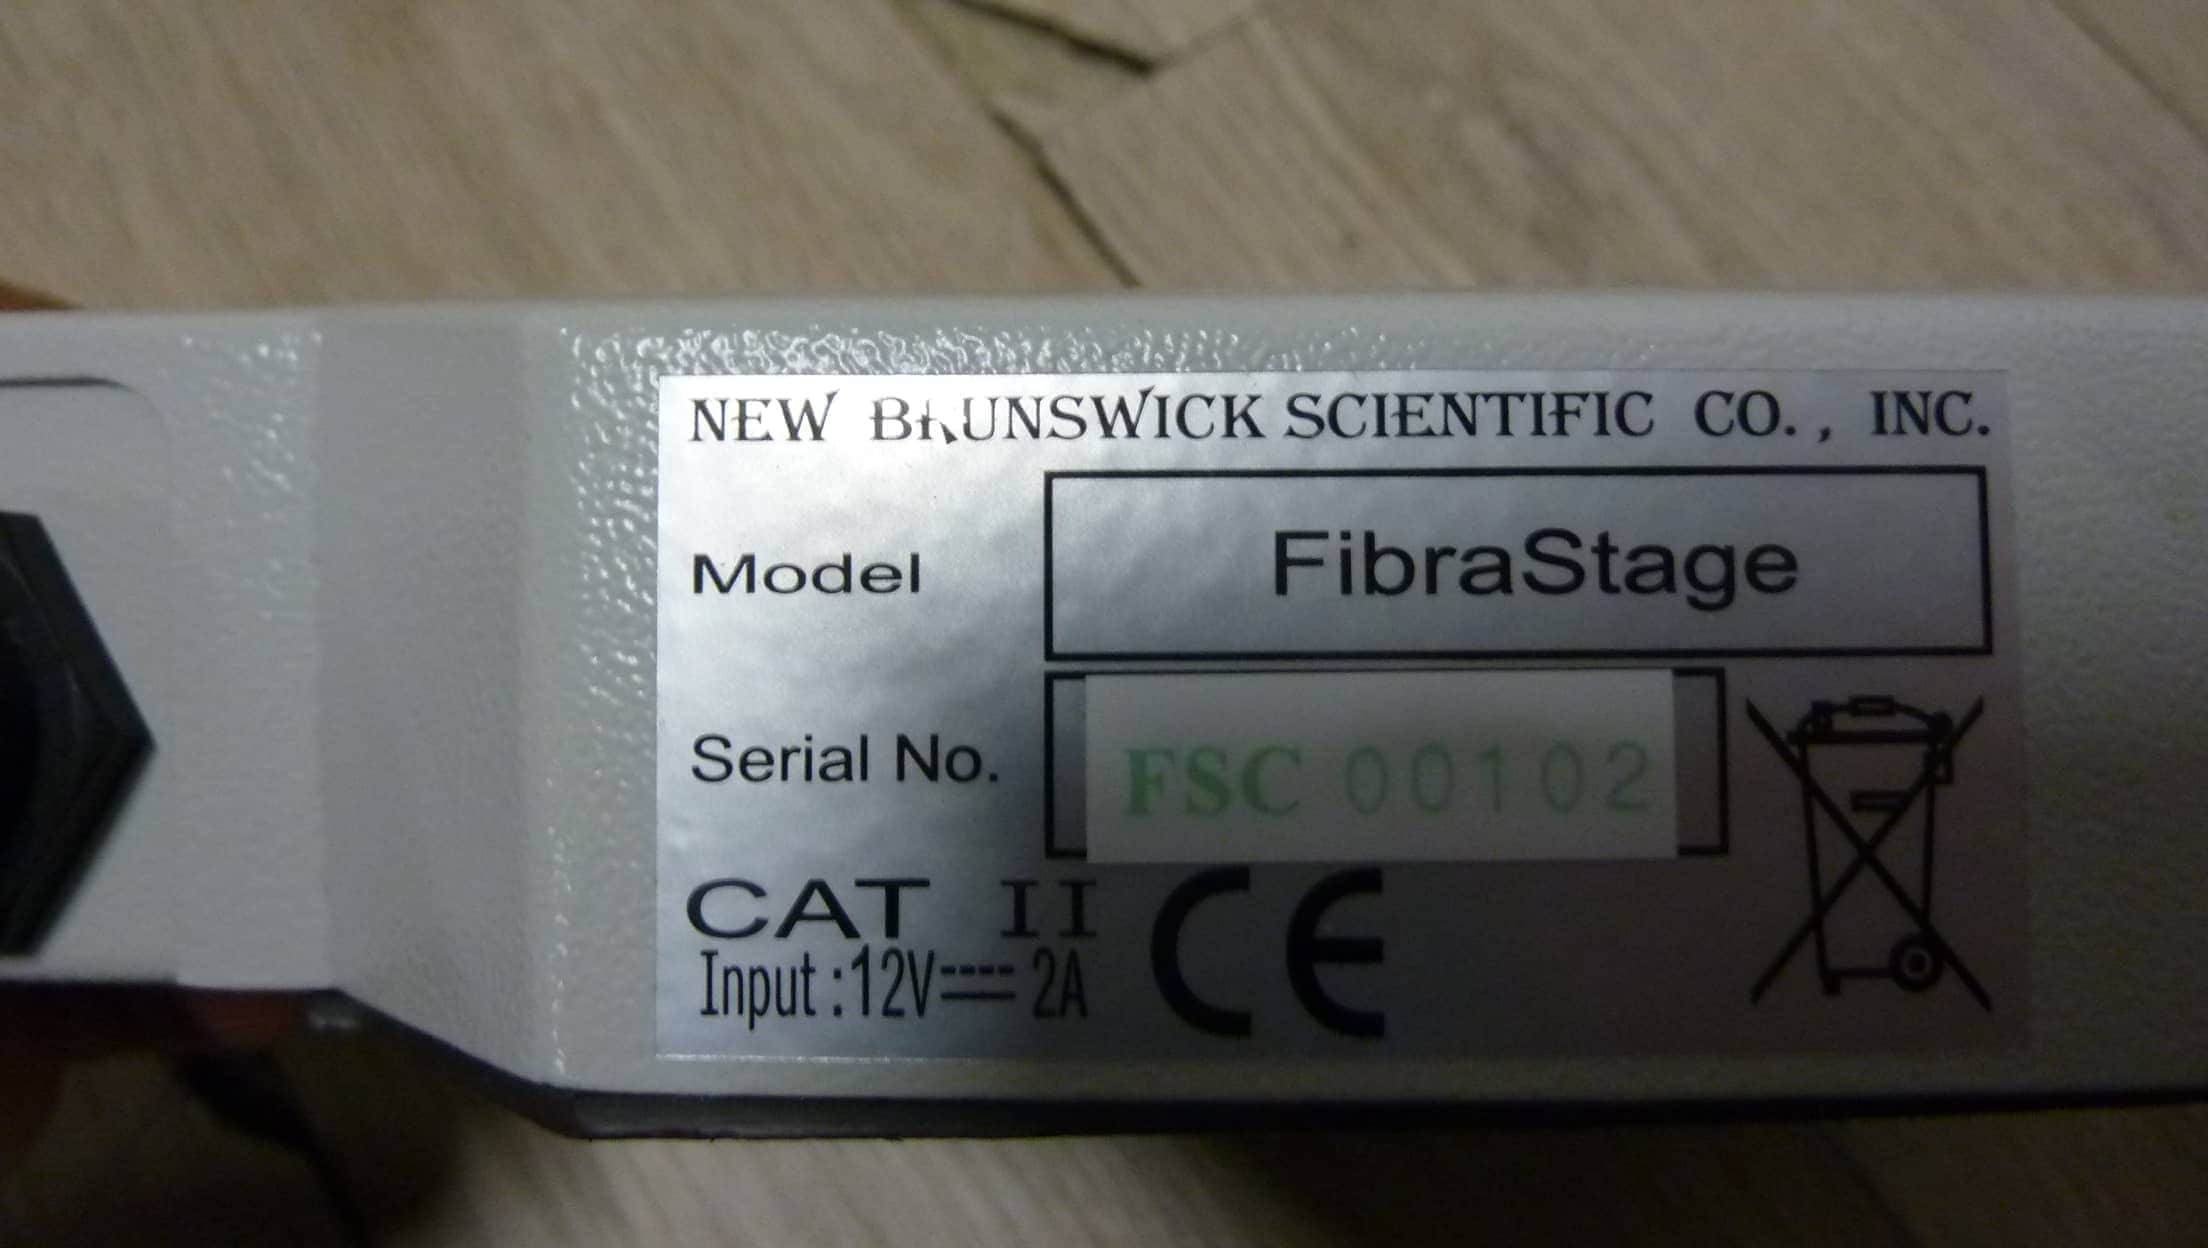 NEW BRUNSWICK SCIENTIFIC CO., INC.
Model FibraStage
Serial No. FSC 00102
CAT II
Input:12V⎓2A
CE